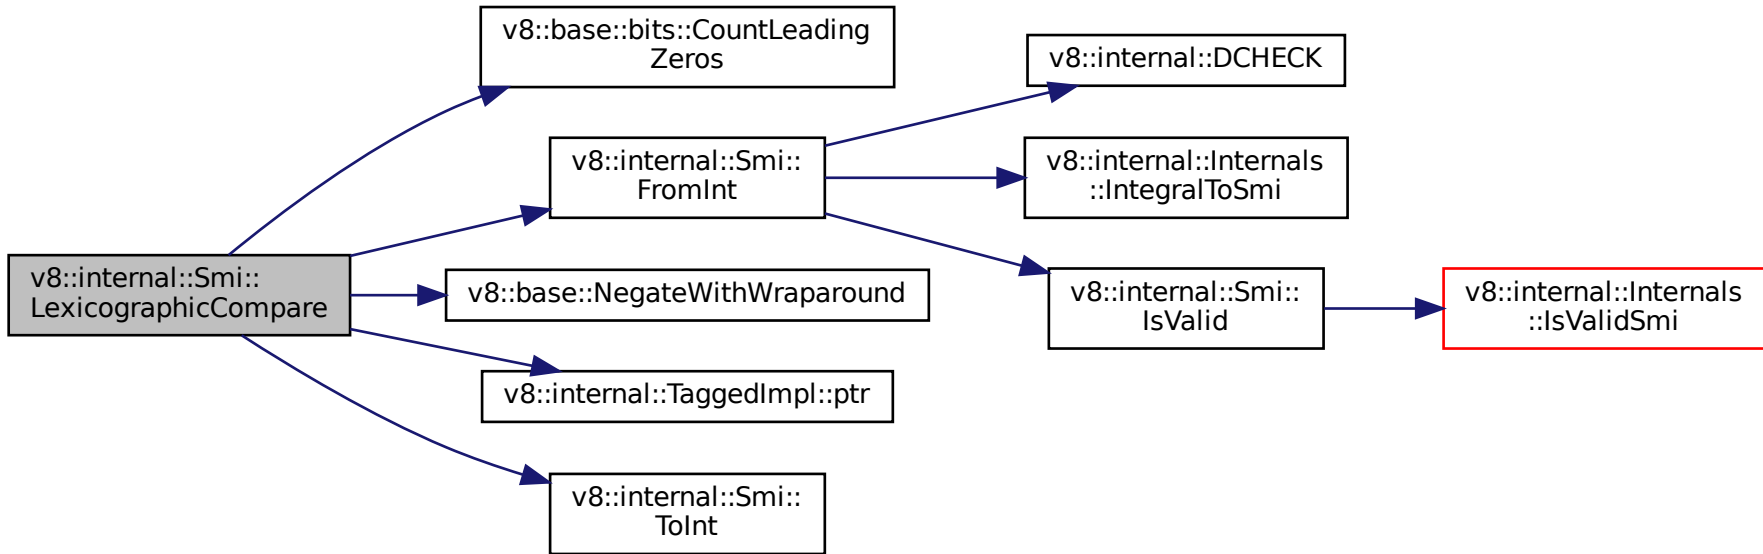 v8::internal::Smi::
LexicographicCompare
v8::base::bits::CountLeading
Zeros
v8::internal::Smi::
FromInt
v8::base::NegateWithWraparound
v8::internal::TaggedImpl::ptr
v8::internal::Smi::
ToInt
v8::internal::DCHECK
v8::internal::Internals
::IntegralToSmi
v8::internal::Smi::
IsValid
v8::internal::Internals
::IsValidSmi